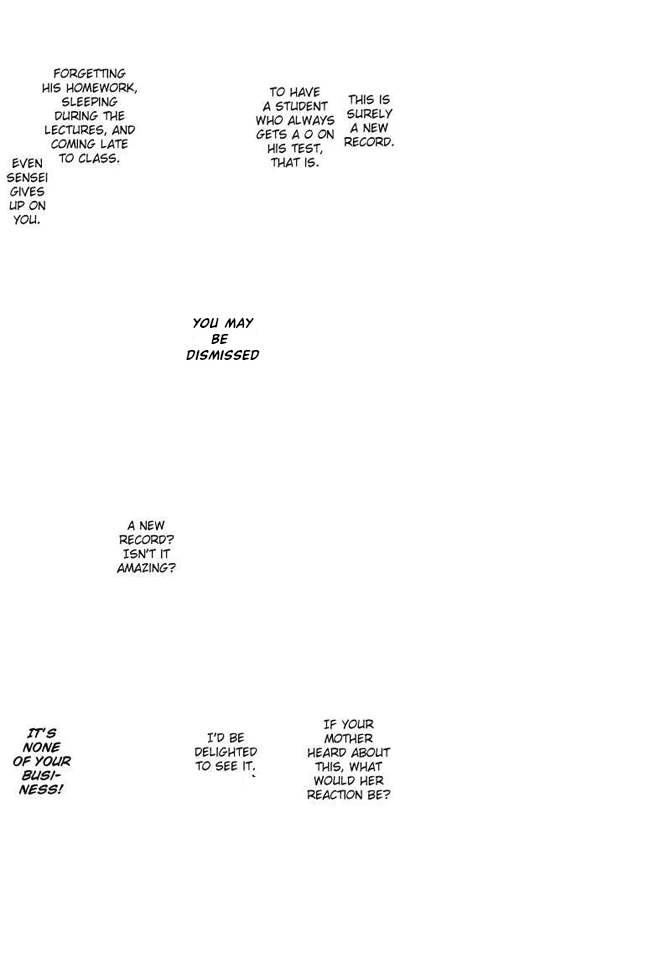 THIS IS
SURELY
A NEW
RECORD.
TO HAVE
A STUDENT
WHO ALWAYS
GETS A 0 ON
HIS TEST,
THAT IS.
FORGETTING
HIS HOMEWORK,
SLEEPING
DURING THE
LECTURES, AND
COMING LATE
TO CLASS.
EVEN
SENSEI
GIVES
UP ON
YOU.
YOU MAY
BE
DISMISSED
A NEW
RECORD?
ISN'T IT
AMAZING?
IF YOUR
MOTHER
HEARD ABOUT
THIS, WHAT
WOULD HER
REACTION BE?
I'D BE
DELIGHTED
TO SEE IT.
IT'S
NONE
OF YOUR
BUSI-
NESS!